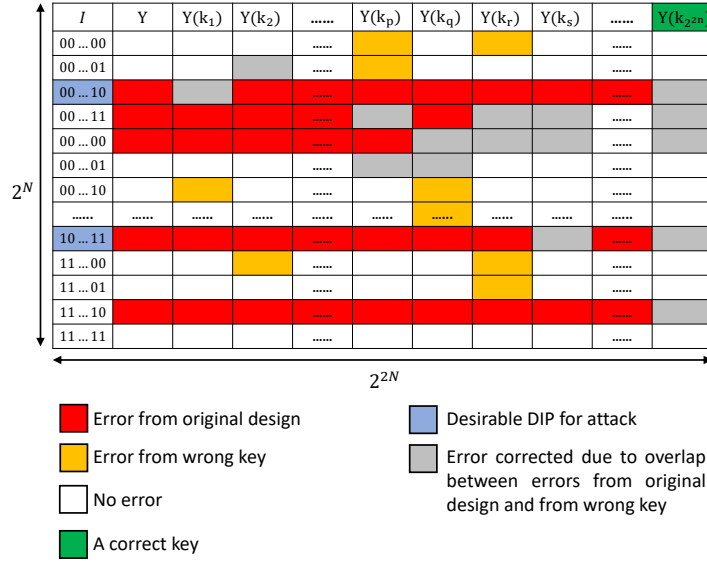 I Y Y(k₁) Y(k₂) ...... Y(kₚ) Y(k_q) Y(kᵣ) Y(kₛ) ...... Y(k_{2^{2n}})
00 ... 00 ......
00 ... 01 ......
00 ... 10 ...... ......
00 ... 11 ...... ......
00 ... 00 ...... ......
00 ... 01 ......
00 ... 10 ......
...... ...... ...... ...... ...... ...... ...... ...... ...... ...... ......
10 ... 11 ...... ......
11 ... 00 ...... ......
11 ... 01 ...... ......
11 ... 10 ...... ......
11 ... 11 ...... ......
2^N
2^{2N}
Error from original design
Error from wrong key
No error
A correct key
Desirable DIP for attack
Error corrected due to overlap
between errors from original
design and from wrong key